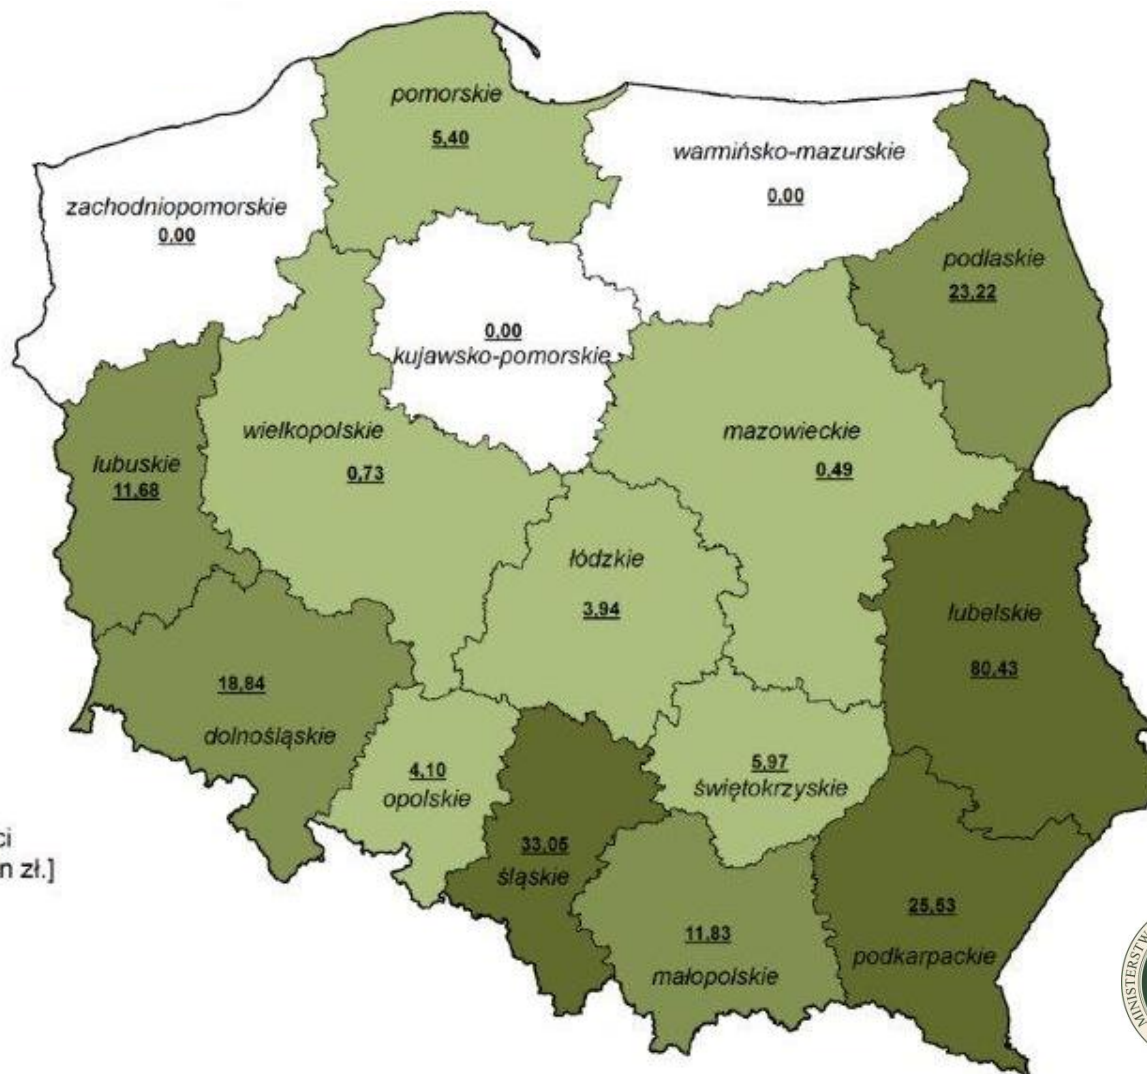 pomorskie
5,40
warmińsko-mazurskie
0,00
zachodniopomorskie
0,00
podlaskie
23,22
0,00
kujawsko-pomorskie
wielkopolskie
0,73
mazowieckie
0,49
lubuskie
11,68
łódzkie
3,94
lubelskie
80,43
18,84
dolnośląskie
4,10
opolskie
5,97
świętokrzyskie
ci
n zł.]
33,05
śląskie
25,53
podkarpackie
11,83
małopolskie
MINISTERSTW